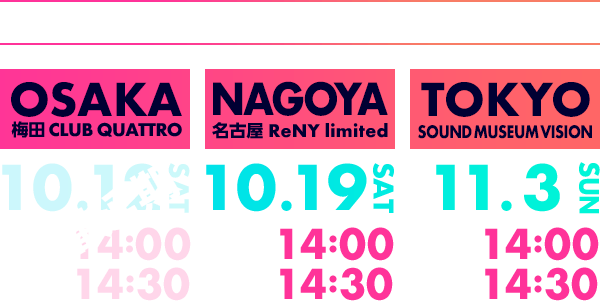 OSAKA
梅田 CLUB QUATTRO
SAT
14:00
14:30
NAGOYA
名古屋 ReNY limited
10.19 SAT
14:00
14:30
TOKYO
SOUND MUSEUM VISION
11.3 SUN
14:00
14:30